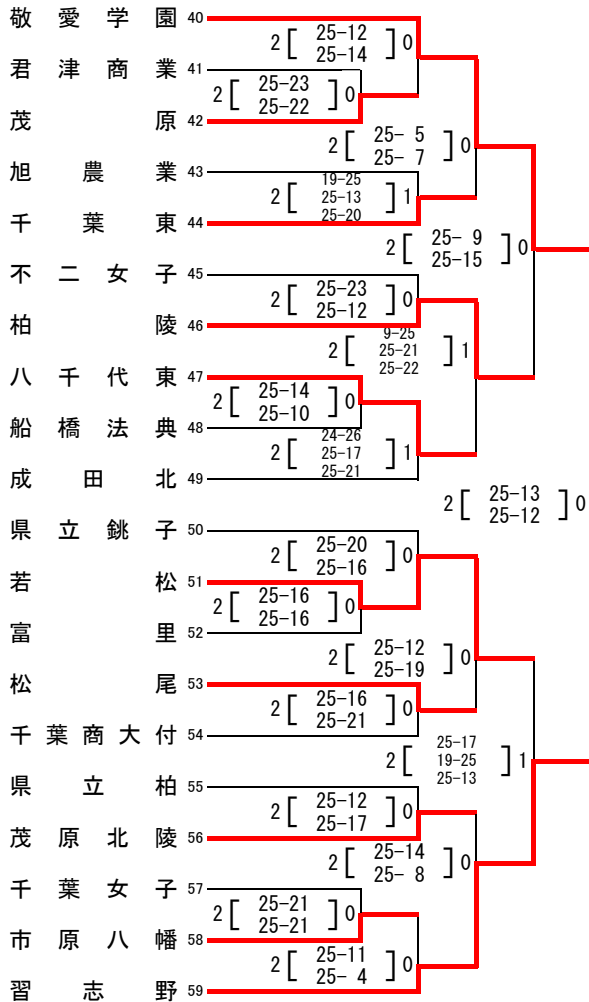 敬愛学園 40
2 [ 25-12 ] 0
25-14
君津商業 41
2 [ 25-23 ] 0
25-22
茂原 42
2 [ 25- 5 ] 0
25- 7
旭農業 43
19-25
2 [ 25-13 ] 1
25-20
千葉東 44
2 [ 25- 9 ] 0
25-15
不二女子 45
2 [ 25-23 ] 0
25-12
柏陵 46
9-25
2 [ 25-21 ] 1
25-22
八千代東 47
2 [ 25-14 ] 0
25-10
船橋法典 48
24-26
2 [ 25-17 ] 1
25-21
成田北 49
2 [ 25-13 ] 0
25-12
県立銚子 50
2 [ 25-20 ] 0
25-16
若松 51
2 [ 25-16 ] 0
25-16
富里 52
2 [ 25-12 ] 0
25-19
松尾 53
2 [ 25-16 ] 0
25-21
千葉商大付 54
25-17
2 [ 19-25 ] 1
25-13
県立柏 55
2 [ 25-12 ] 0
25-17
茂原北陵 56
2 [ 25-14 ] 0
25- 8
千葉女子 57
2 [ 25-21 ] 0
25-21
市原八幡 58
2 [ 25-11 ] 0
25- 4
習志野 59